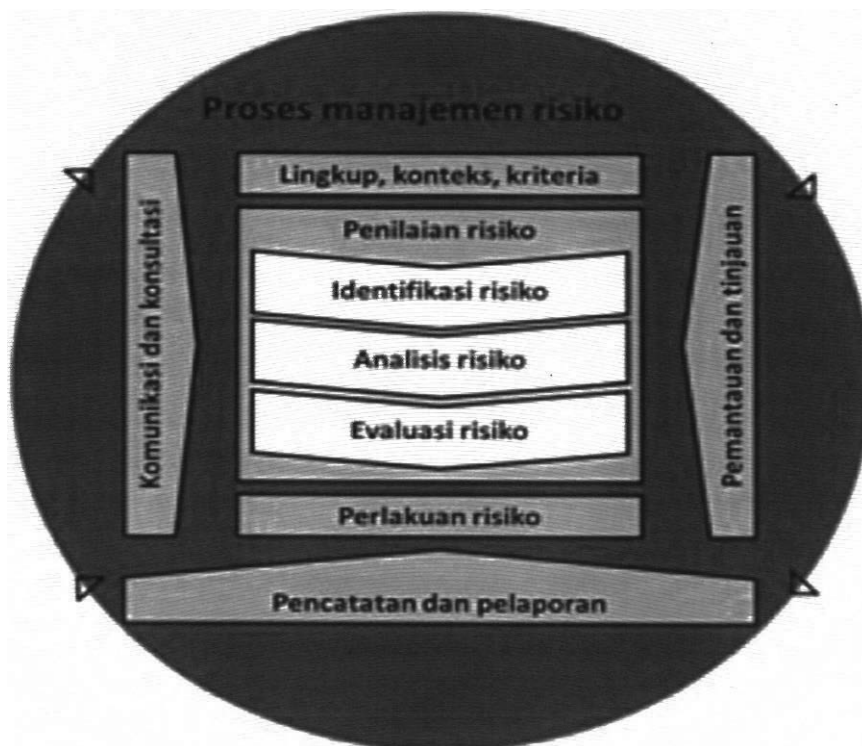 Proses manajemen risiko
Lingkup, konteks, kriteria
Penilaian risiko
Identifikasi risiko
Analisis risiko
Evaluasi risiko
Perlakuan risiko
Komunikasi dan konsultasi
Pemantauan dan tinjauan
Pencatatan dan pelaporan